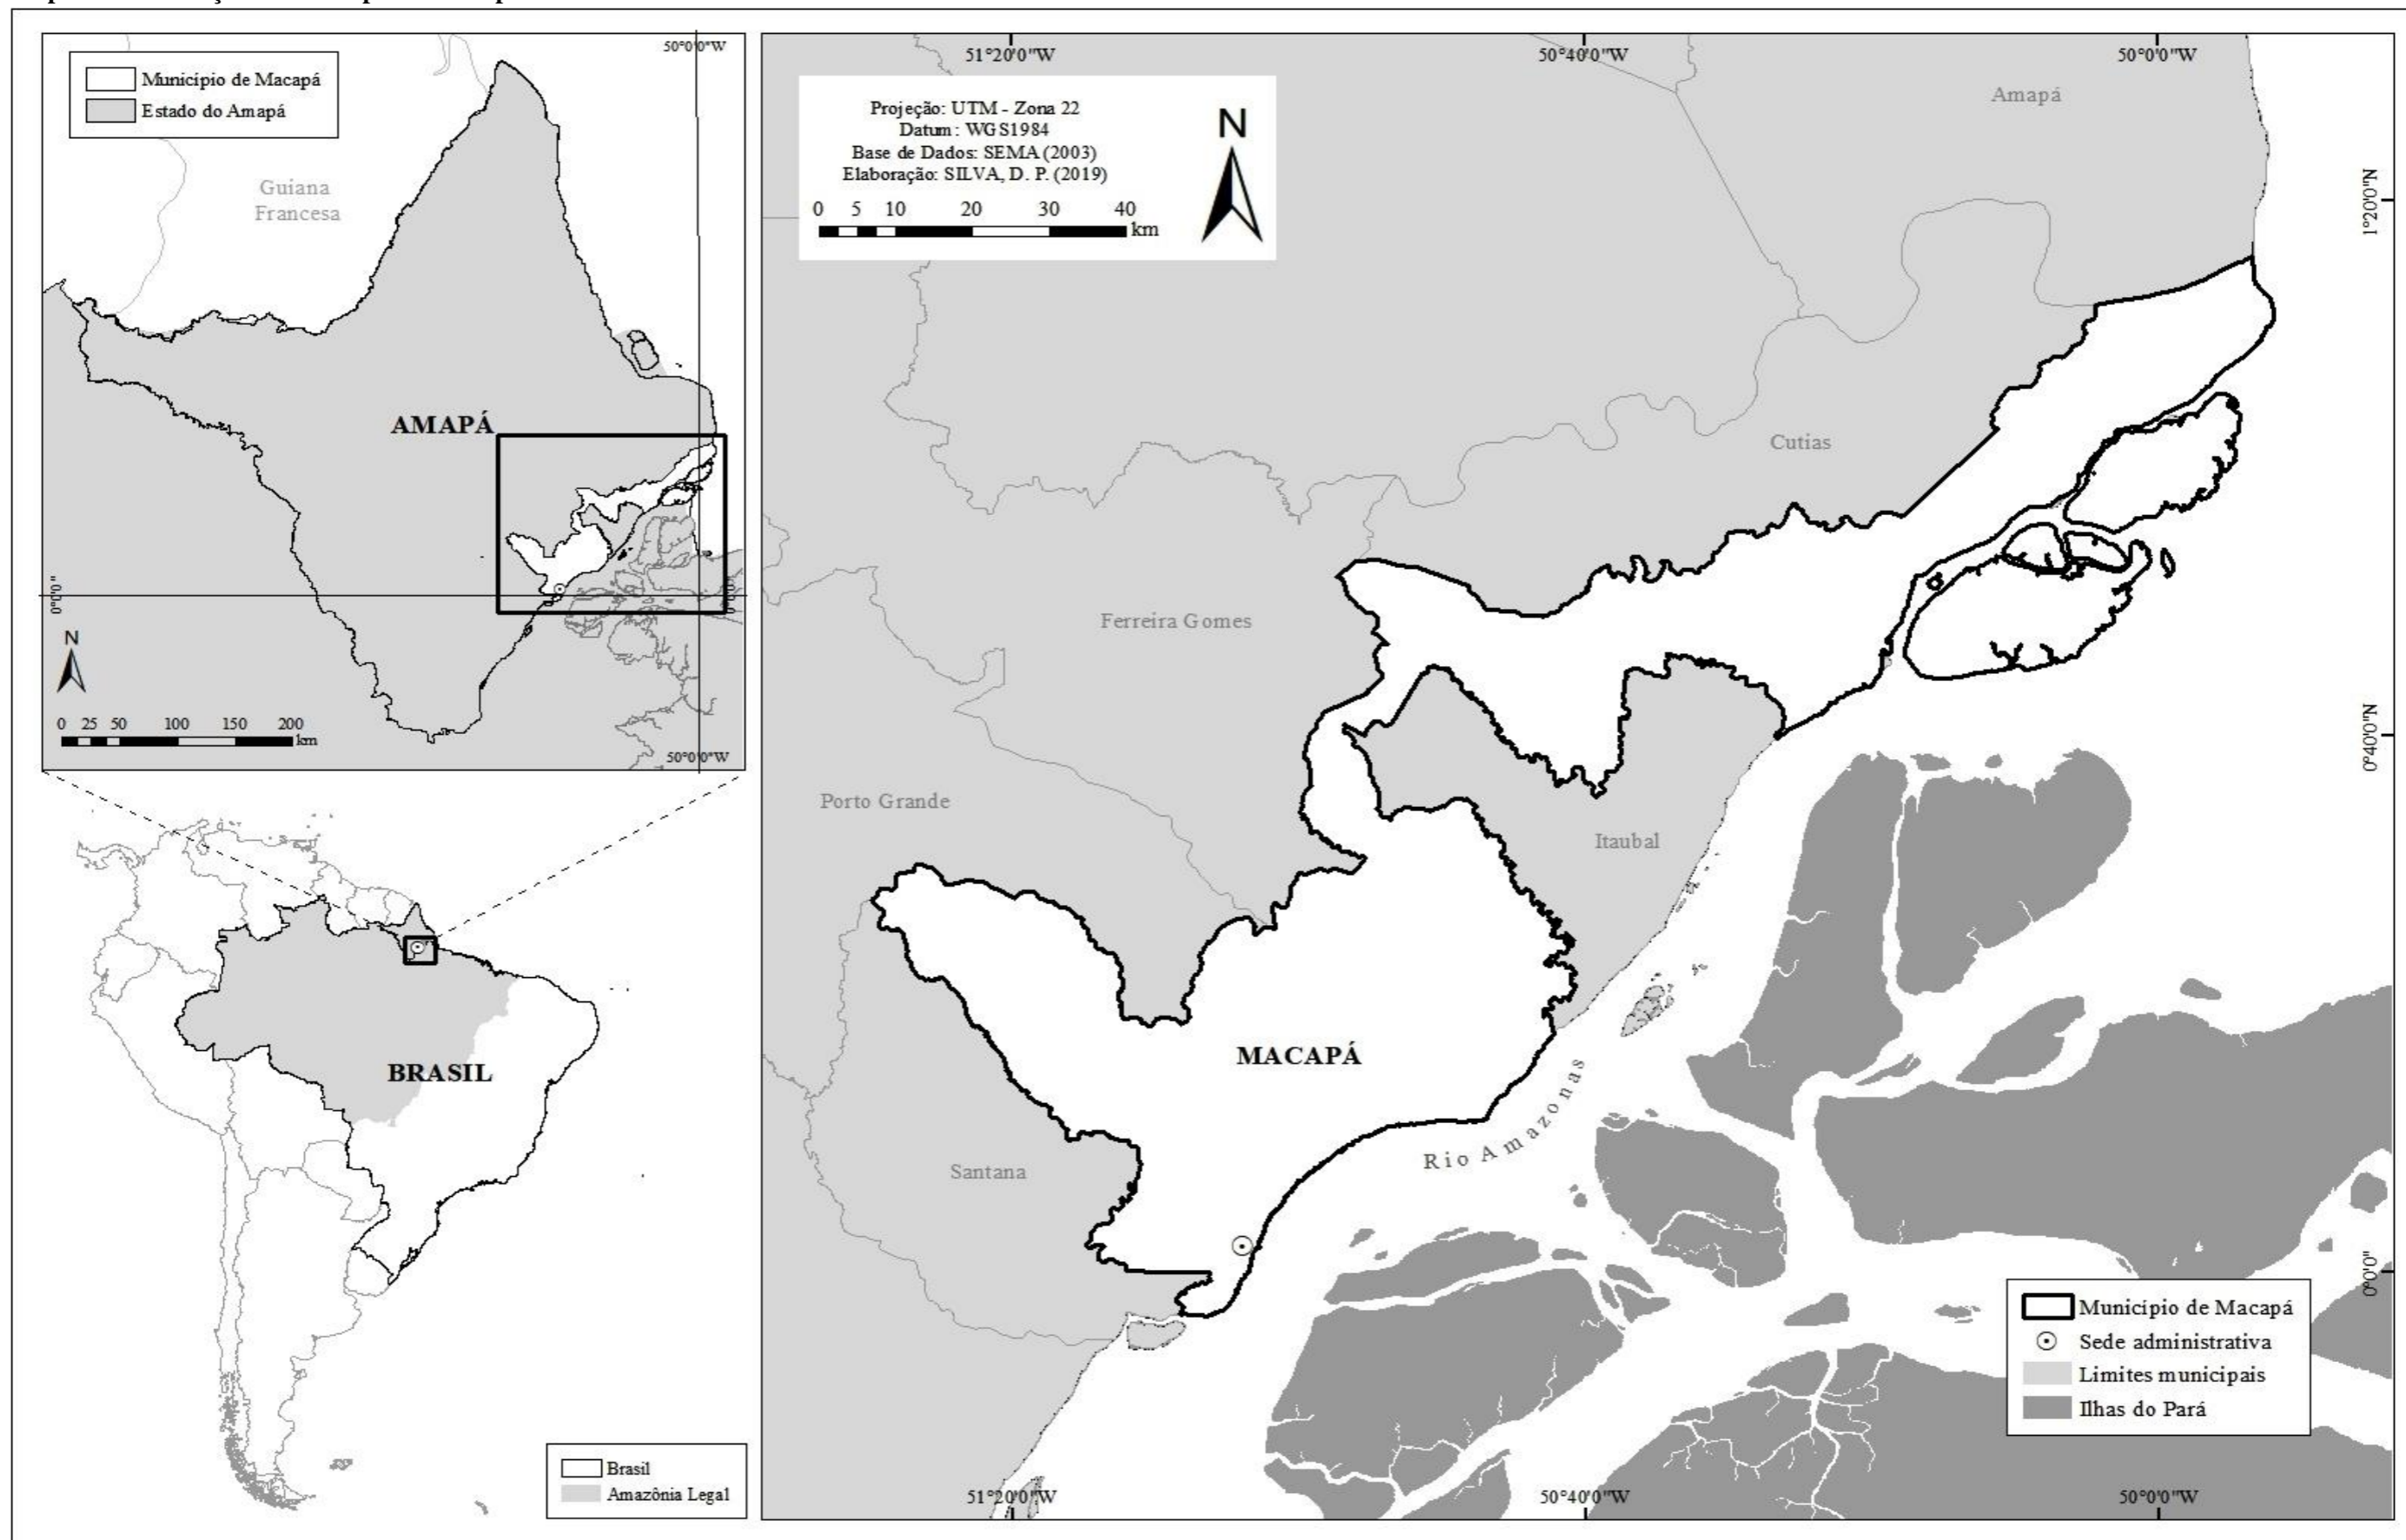 50°0'0"W
Município de Macapá
Estado do Amapá
Guiana
Francesa
AMAPÁ
0°0'0"
0°0'0"
N
0 25 50 100 150 200
km
50°0'0"W
BRASIL
Brasil
Amazônia Legal
51°20'0"W
50°40'0"W
50°0'0"W
Projeção: UTM - Zona 22
Datum: WGS1984
Base de Dados: SEMA (2003)
Elaboração: SILVA, D. P. (2019)
0 5 10 20 30 40
km
N
Amapá
1°20'0"N
Cutias
Ferreira Gomes
0°40'0"N
Porto Grande
Itaubal
MACAPÁ
Rio Amazonas
Santana
0°0'0"
Município de Macapá
Sede administrativa
Limites municipais
Ilhas do Pará
51°20'0"W
50°40'0"W
50°0'0"W